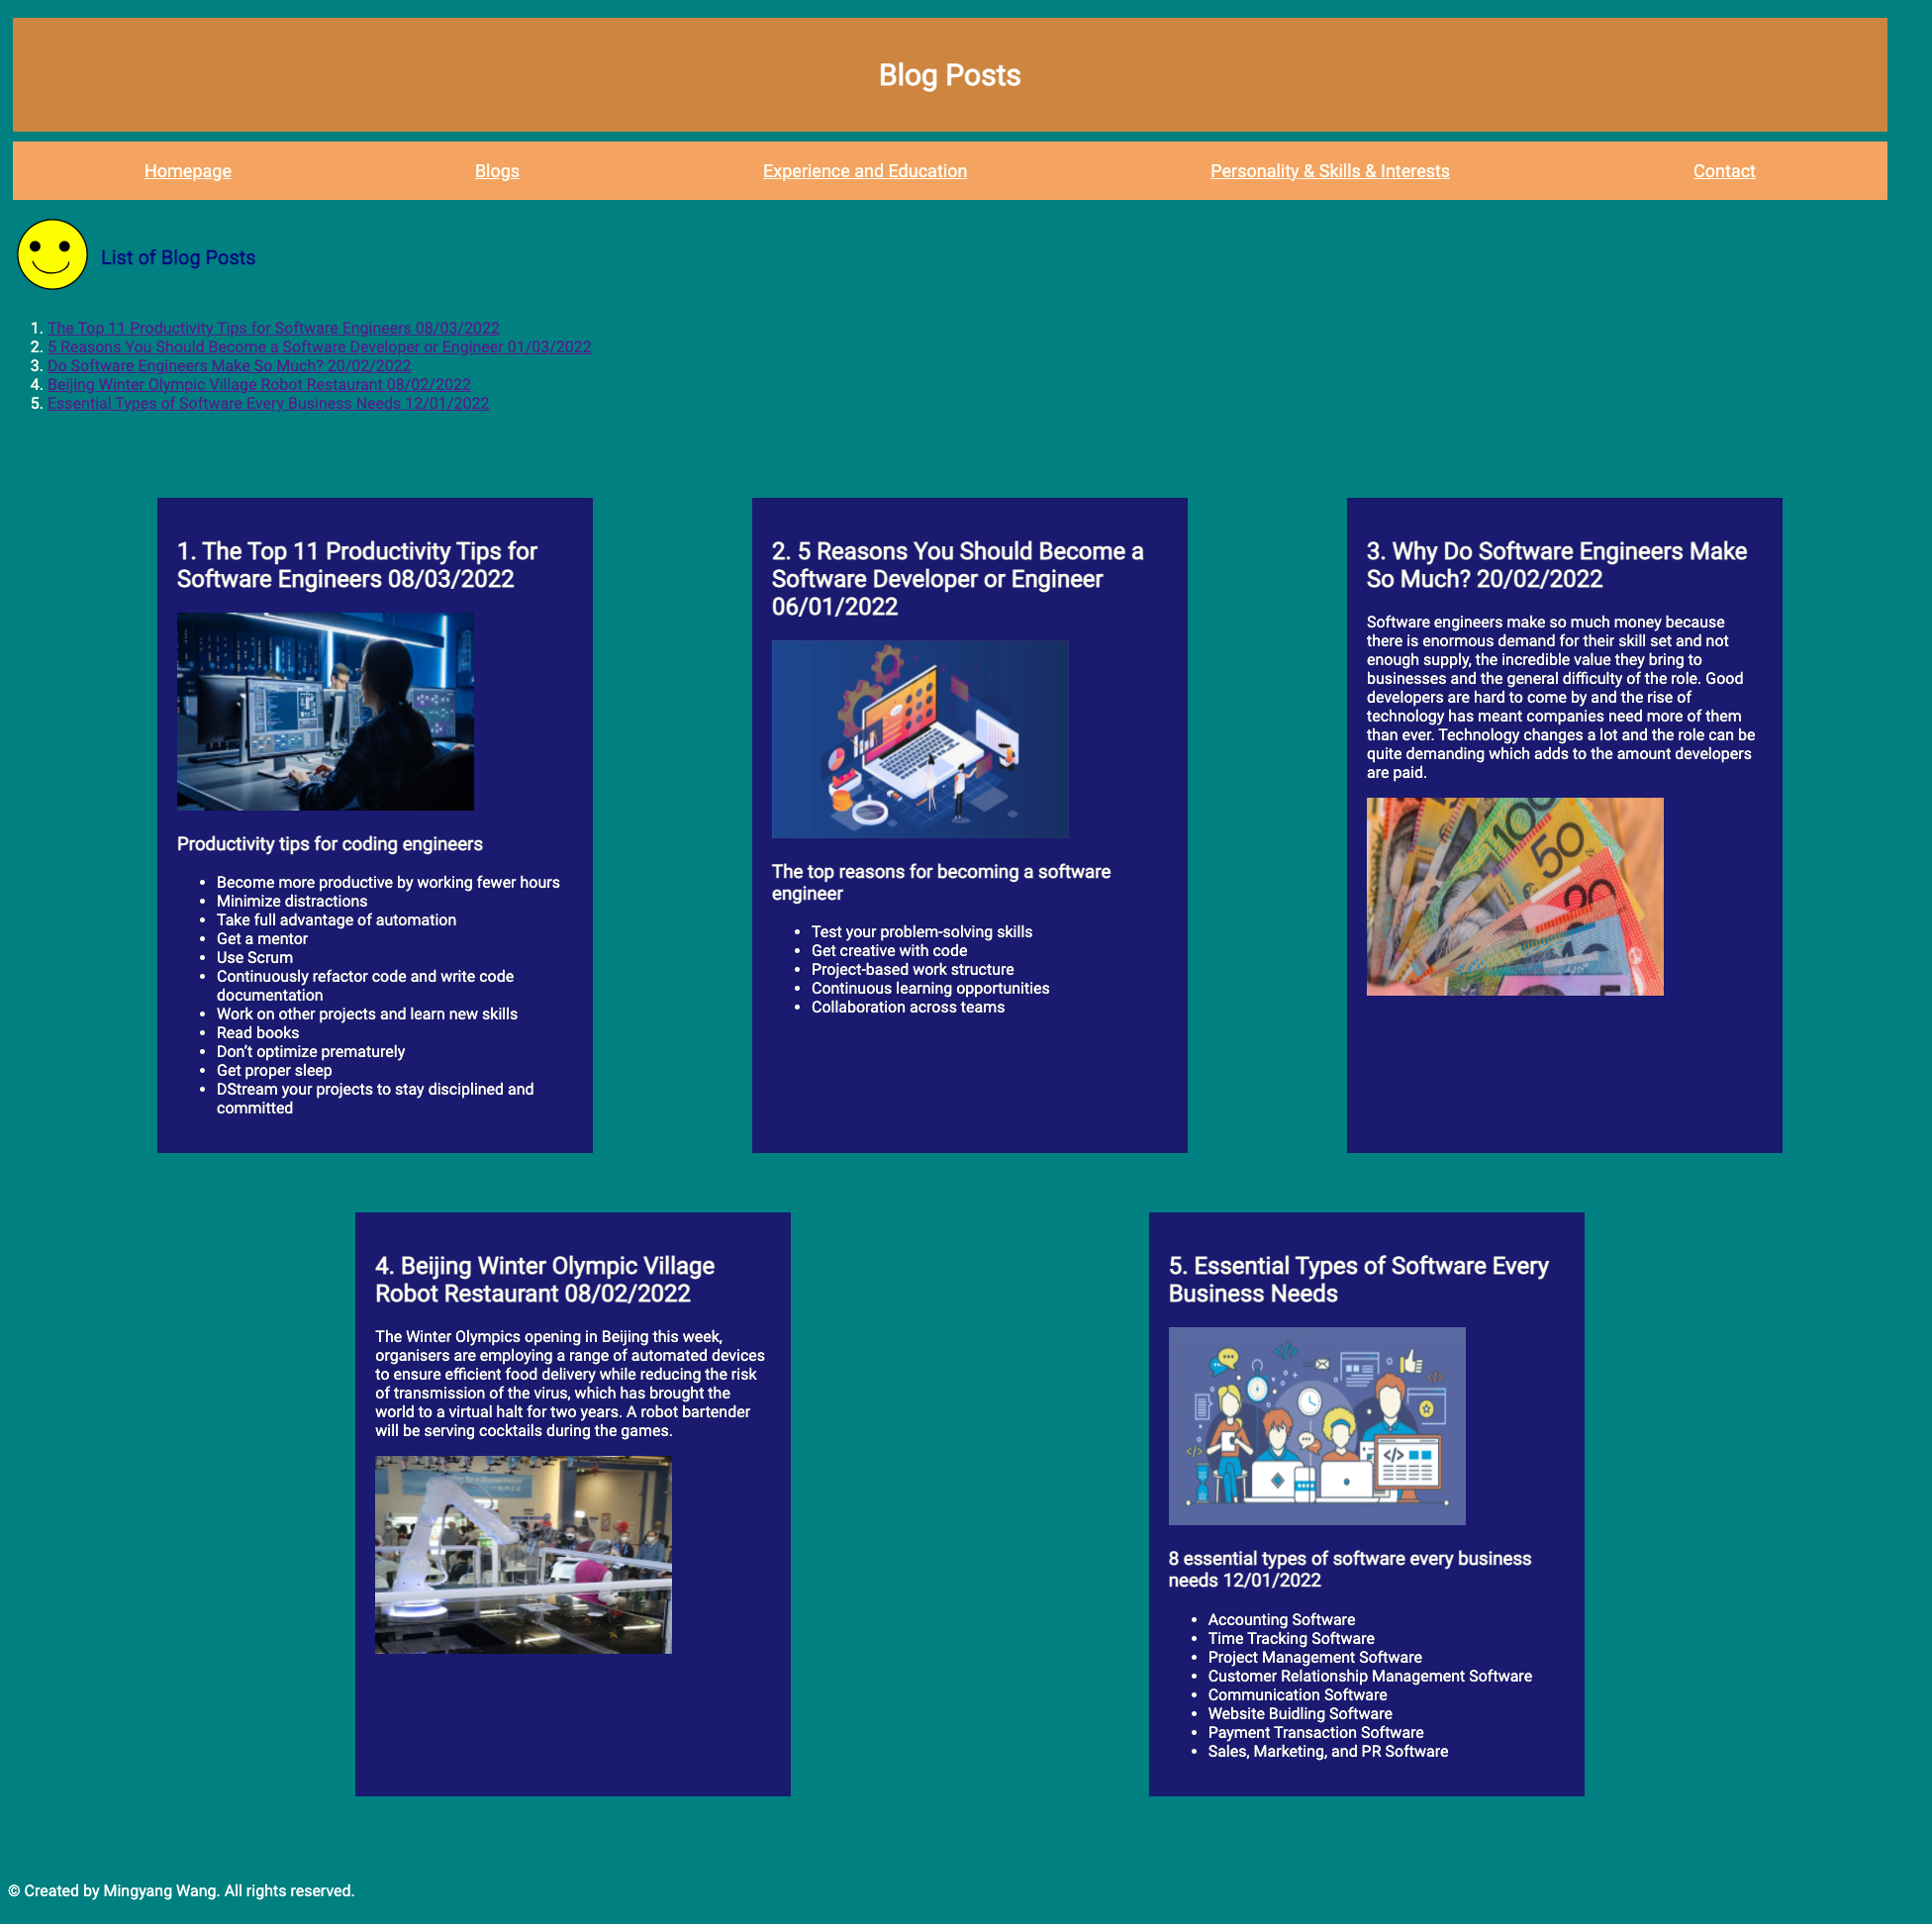 Blog Posts
Homepage
Blogs
Experience and Education
Personality & Skills & Interests
Contact
List of Blog Posts
1. The Top 11 Productivity Tips for Software Engineers 08/03/2022
2. 5 Reasons You Should Become a Software Developer or Engineer 01/03/2022
3. Do Software Engineers Make So Much? 20/02/2022
4. Beijing Winter Olympic Village Robot Restaurant 08/02/2022
5. Essential Types of Software Every Business Needs 12/01/2022
1. The Top 11 Productivity Tips for
Software Engineers 08/03/2022
Productivity tips for coding engineers
• Become more productive by working fewer hours
• Minimize distractions
• Take full advantage of automation
• Get a mentor
• Use Scrum
• Continuously refactor code and write code
documentation
• Work on other projects and learn new skills
• Read books
• Don’t optimize prematurely
• Get proper sleep
• DStream your projects to stay disciplined and
committed
2. 5 Reasons You Should Become a
Software Developer or Engineer
06/01/2022
The top reasons for becoming a software
engineer
• Test your problem-solving skills
• Get creative with code
• Project-based work structure
• Continuous learning opportunities
• Collaboration across teams
3. Why Do Software Engineers Make
So Much? 20/02/2022
Software engineers make so much money because
there is enormous demand for their skill set and not
enough supply, the incredible value they bring to
businesses and the general difficulty of the role. Good
developers are hard to come by and the rise of
technology has meant companies need more of them
than ever. Technology changes a lot and the role can be
quite demanding which adds to the amount developers
are paid.
100
50
20
10
5
4. Beijing Winter Olympic Village
Robot Restaurant 08/02/2022
The Winter Olympics opening in Beijing this week,
organisers are employing a range of automated devices
to ensure efficient food delivery while reducing the risk
of transmission of the virus, which has brought the
world to a virtual halt for two years. A robot bartender
will be serving cocktails during the games.
5. Essential Types of Software Every
Business Needs
8 essential types of software every business
needs 12/01/2022
• Accounting Software
• Time Tracking Software
• Project Management Software
• Customer Relationship Management Software
• Communication Software
• Website Buidling Software
• Payment Transaction Software
• Sales, Marketing, and PR Software
© Created by Mingyang Wang. All rights reserved.